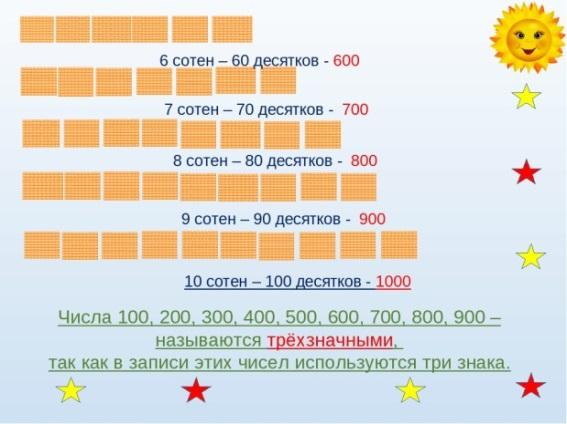 6 сотен – 60 десятков - 600
7 сотен – 70 десятков - 700
8 сотен – 80 десятков - 800
9 сотен – 90 десятков - 900
10 сотен – 100 десятков - 1000
Числа 100, 200, 300, 400, 500, 600, 700, 800, 900 –
называются трёхзначными,
так как в записи этих чисел используются три знака.